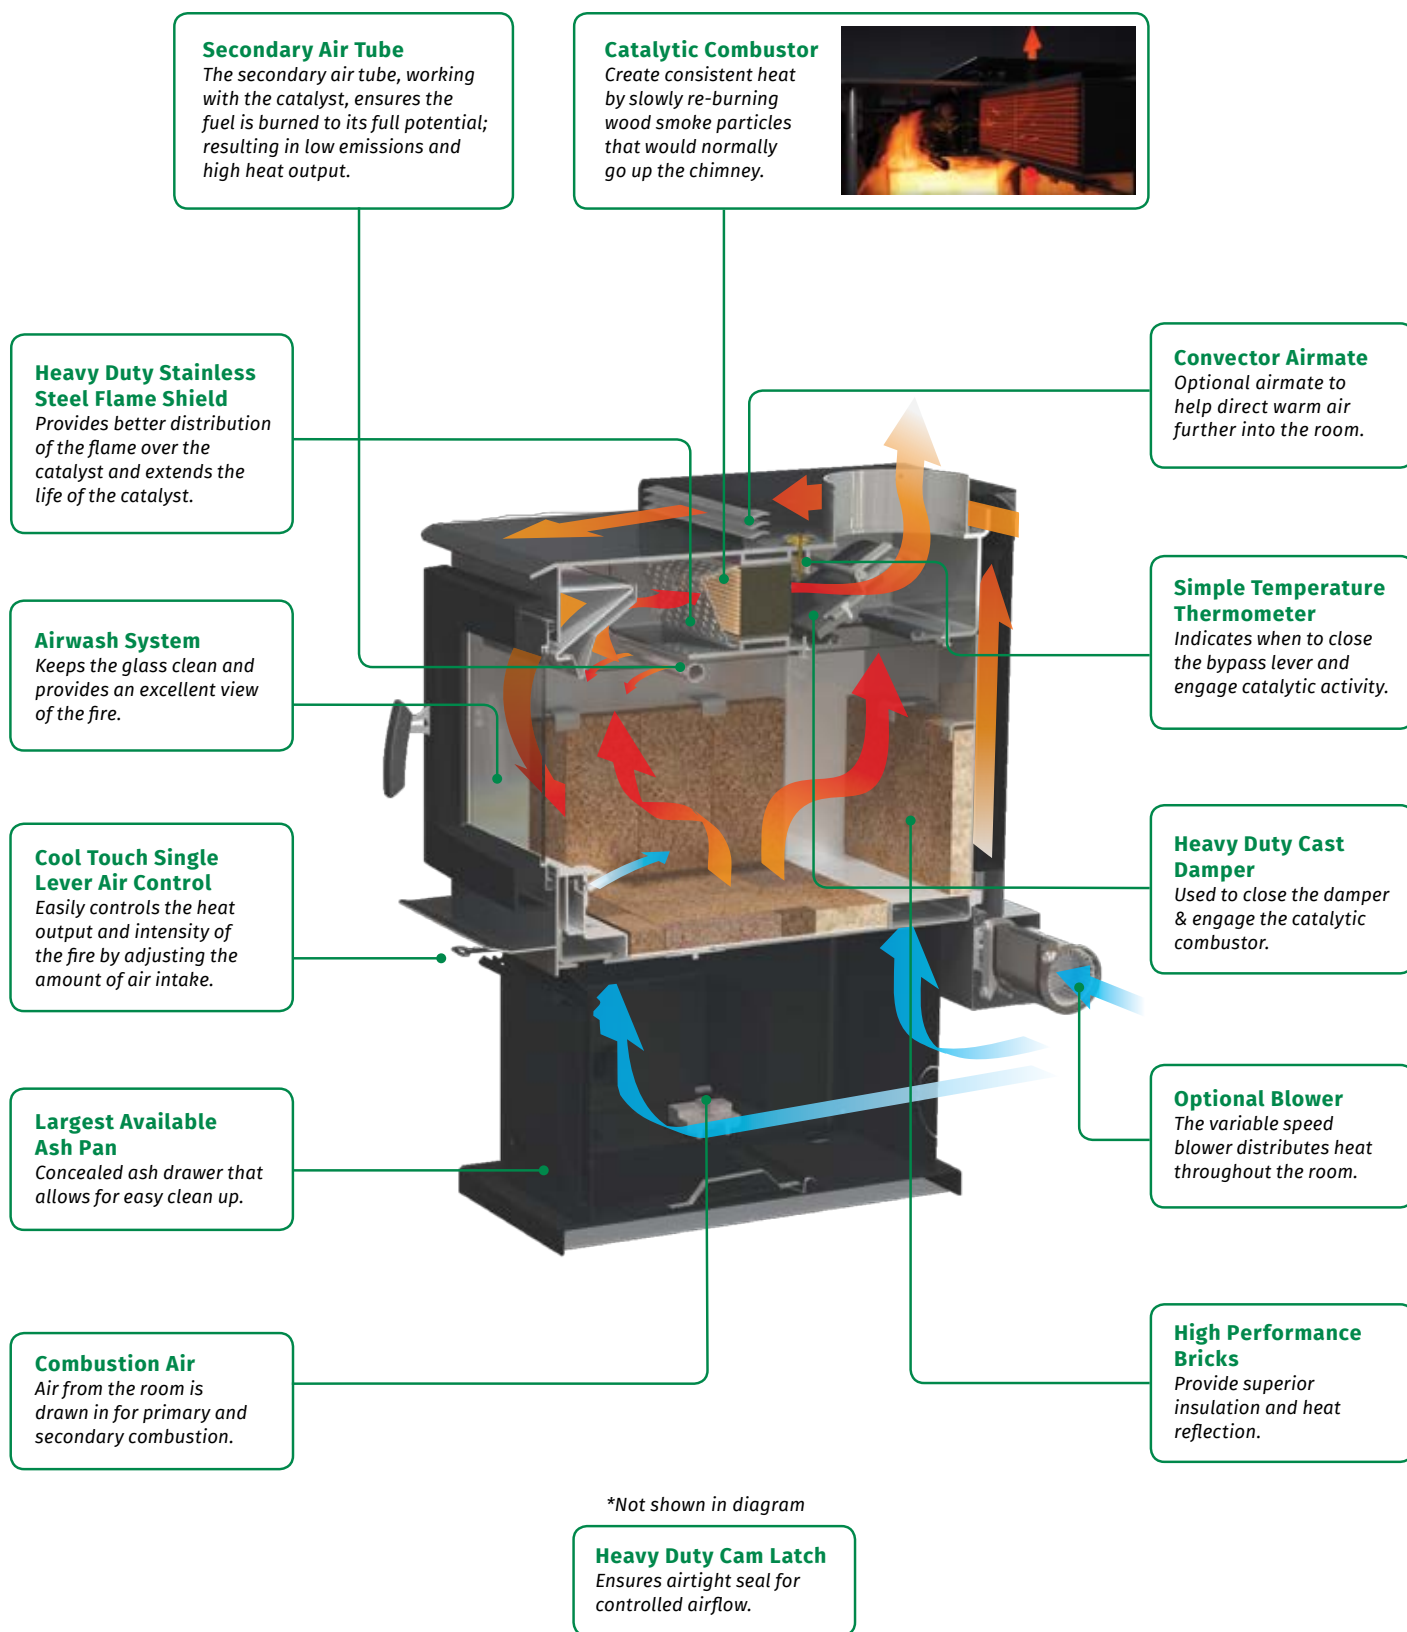 Secondary Air Tube
The secondary air tube, working
with the catalyst, ensures the
fuel is burned to its full potential;
resulting in low emissions and
high heat output.
Catalytic Combustor
Create consistent heat
by slowly re-burning
wood smoke particles
that would normally
go up the chimney.
Heavy Duty Stainless
Steel Flame Shield
Provides better distribution
of the flame over the
catalyst and extends the
life of the catalyst.
Convector Airmate
Optional airmate to
help direct warm air
further into the room.
Airwash System
Keeps the glass clean and
provides an excellent view
of the fire.
Simple Temperature
Thermometer
Indicates when to close
the bypass lever and
engage catalytic activity.
Cool Touch Single
Lever Air Control
Easily controls the heat
output and intensity of
the fire by adjusting the
amount of air intake.
Heavy Duty Cast
Damper
Used to close the damper
& engage the catalytic
combustor.
Largest Available
Ash Pan
Concealed ash drawer that
allows for easy clean up.
Optional Blower
The variable speed
blower distributes heat
throughout the room.
Combustion Air
Air from the room is
drawn in for primary and
secondary combustion.
High Performance
Bricks
Provide superior
insulation and heat
reflection.
*Not shown in diagram
Heavy Duty Cam Latch
Ensures airtight seal for
controlled airflow.